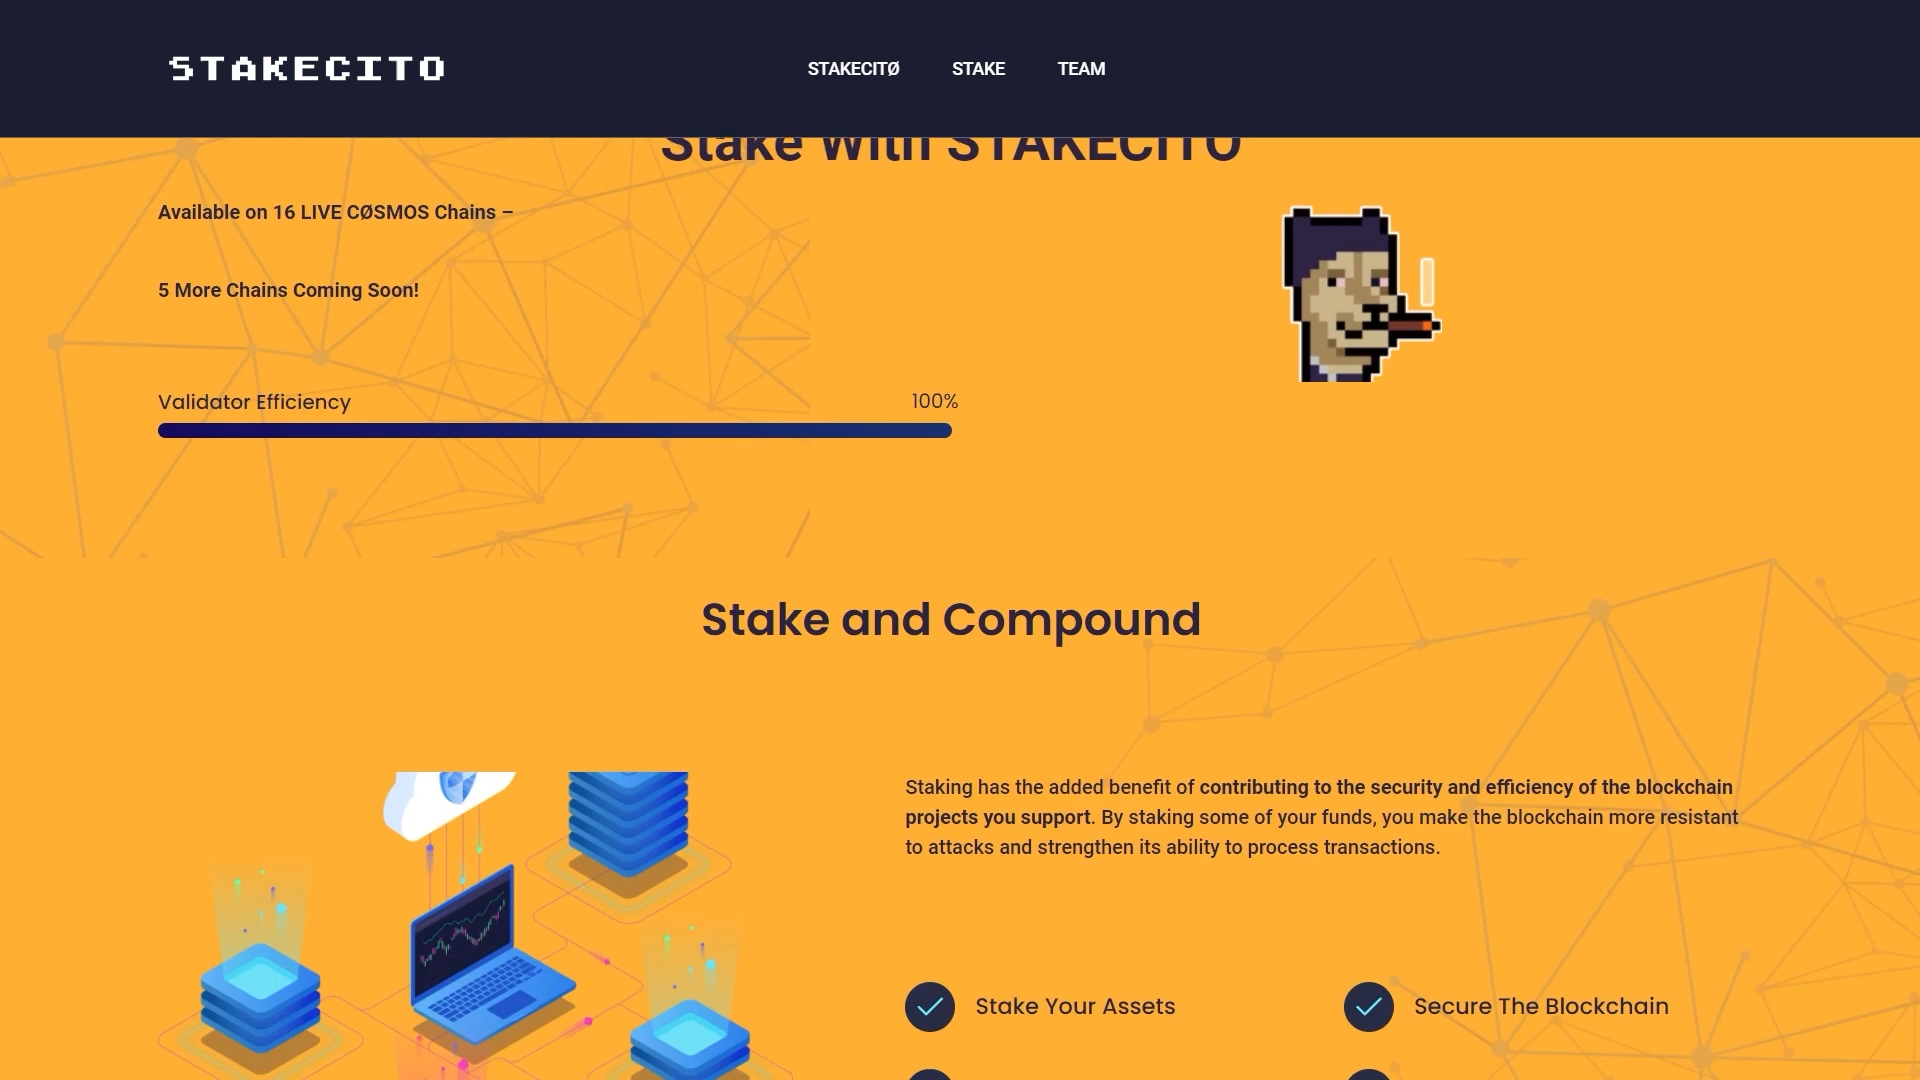 STAKECITO
STAKECITØ STAKE TEAM
Stake With STAKECITO
Available on 16 LIVE CØSMOS Chains –
5 More Chains Coming Soon!
Validator Efficiency 100%
Stake and Compound
Staking has the added benefit of contributing to the security and efficiency of the blockchain
projects you support. By staking some of your funds, you make the blockchain more resistant
to attacks and strengthen its ability to process transactions.
Stake Your Assets
Secure The Blockchain